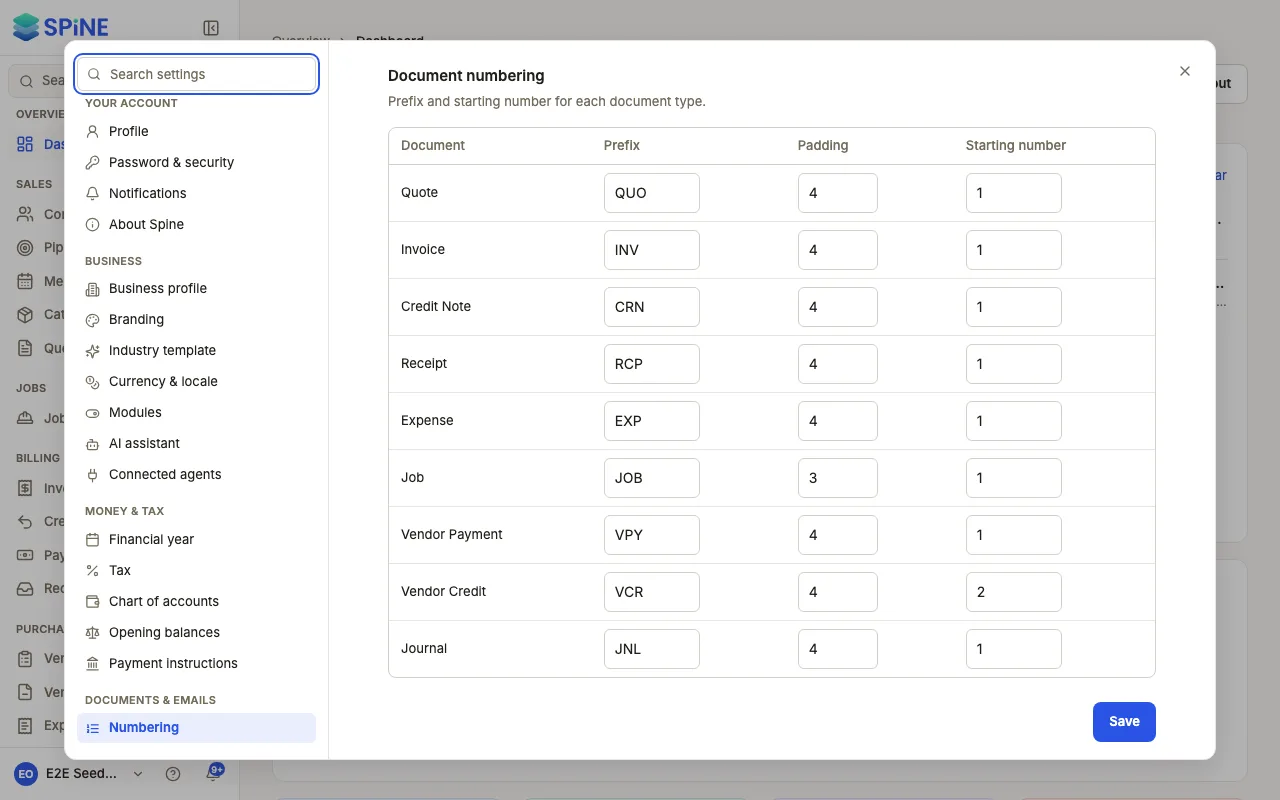 SPiNE
Overview > Dashboard
Search settings
YOUR ACCOUNT
Profile
Password & security
Notifications
About Spine
BUSINESS
Business profile
Branding
Industry template
Currency & locale
Modules
AI assistant
Connected agents
MONEY & TAX
Financial year
Tax
Chart of accounts
Opening balances
Payment instructions
DOCUMENTS & EMAILS
Numbering
Document numbering
Prefix and starting number for each document type.
Document Prefix Padding Starting number
Quote QUO 4 1
Invoice INV 4 1
Credit Note CRN 4 1
Receipt RCP 4 1
Expense EXP 4 1
Job JOB 3 1
Vendor Payment VPY 4 1
Vendor Credit VCR 4 2
Journal JNL 4 1
Save
SALES
JOBS
BILLING
EO E2E Seed... 9+